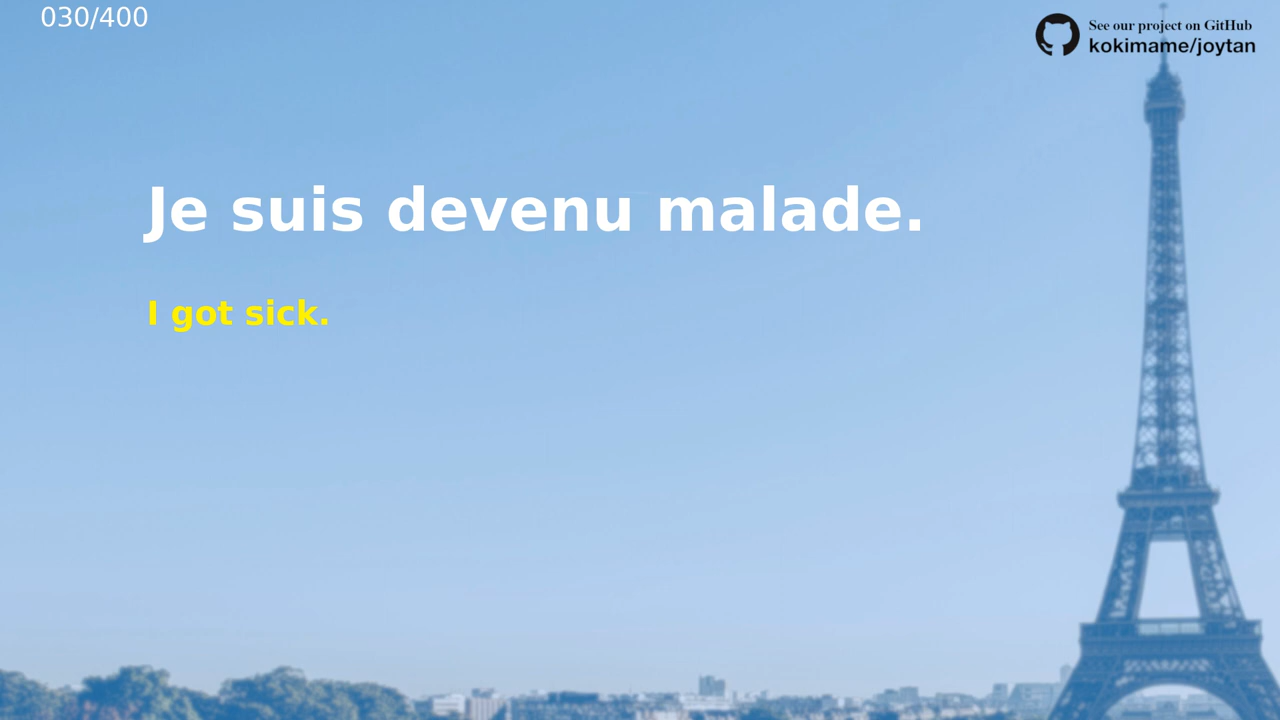 030/400
See our project on GitHub
kokimame/joytan
Je suis devenu malade.
I got sick.